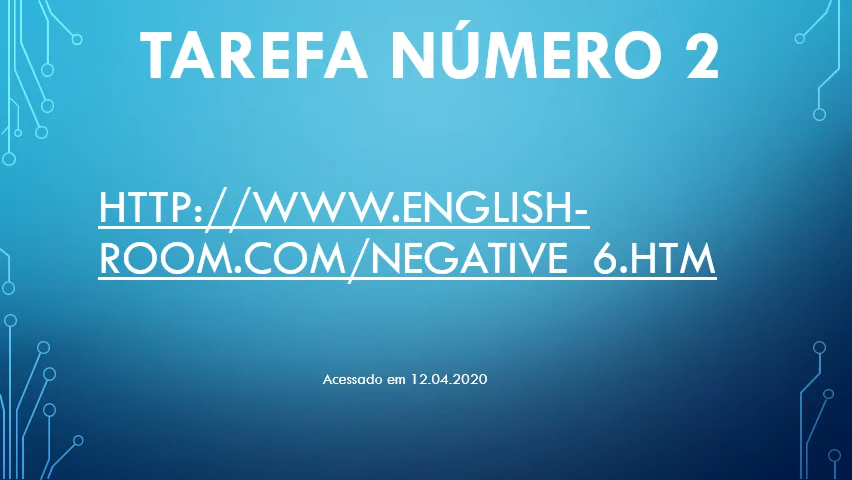 TAREFA NÚMERO 2
HTTP://WWW.ENGLISH-
ROOM.COM/NEGATIVE_6.HTM
Acessado em 12.04.2020